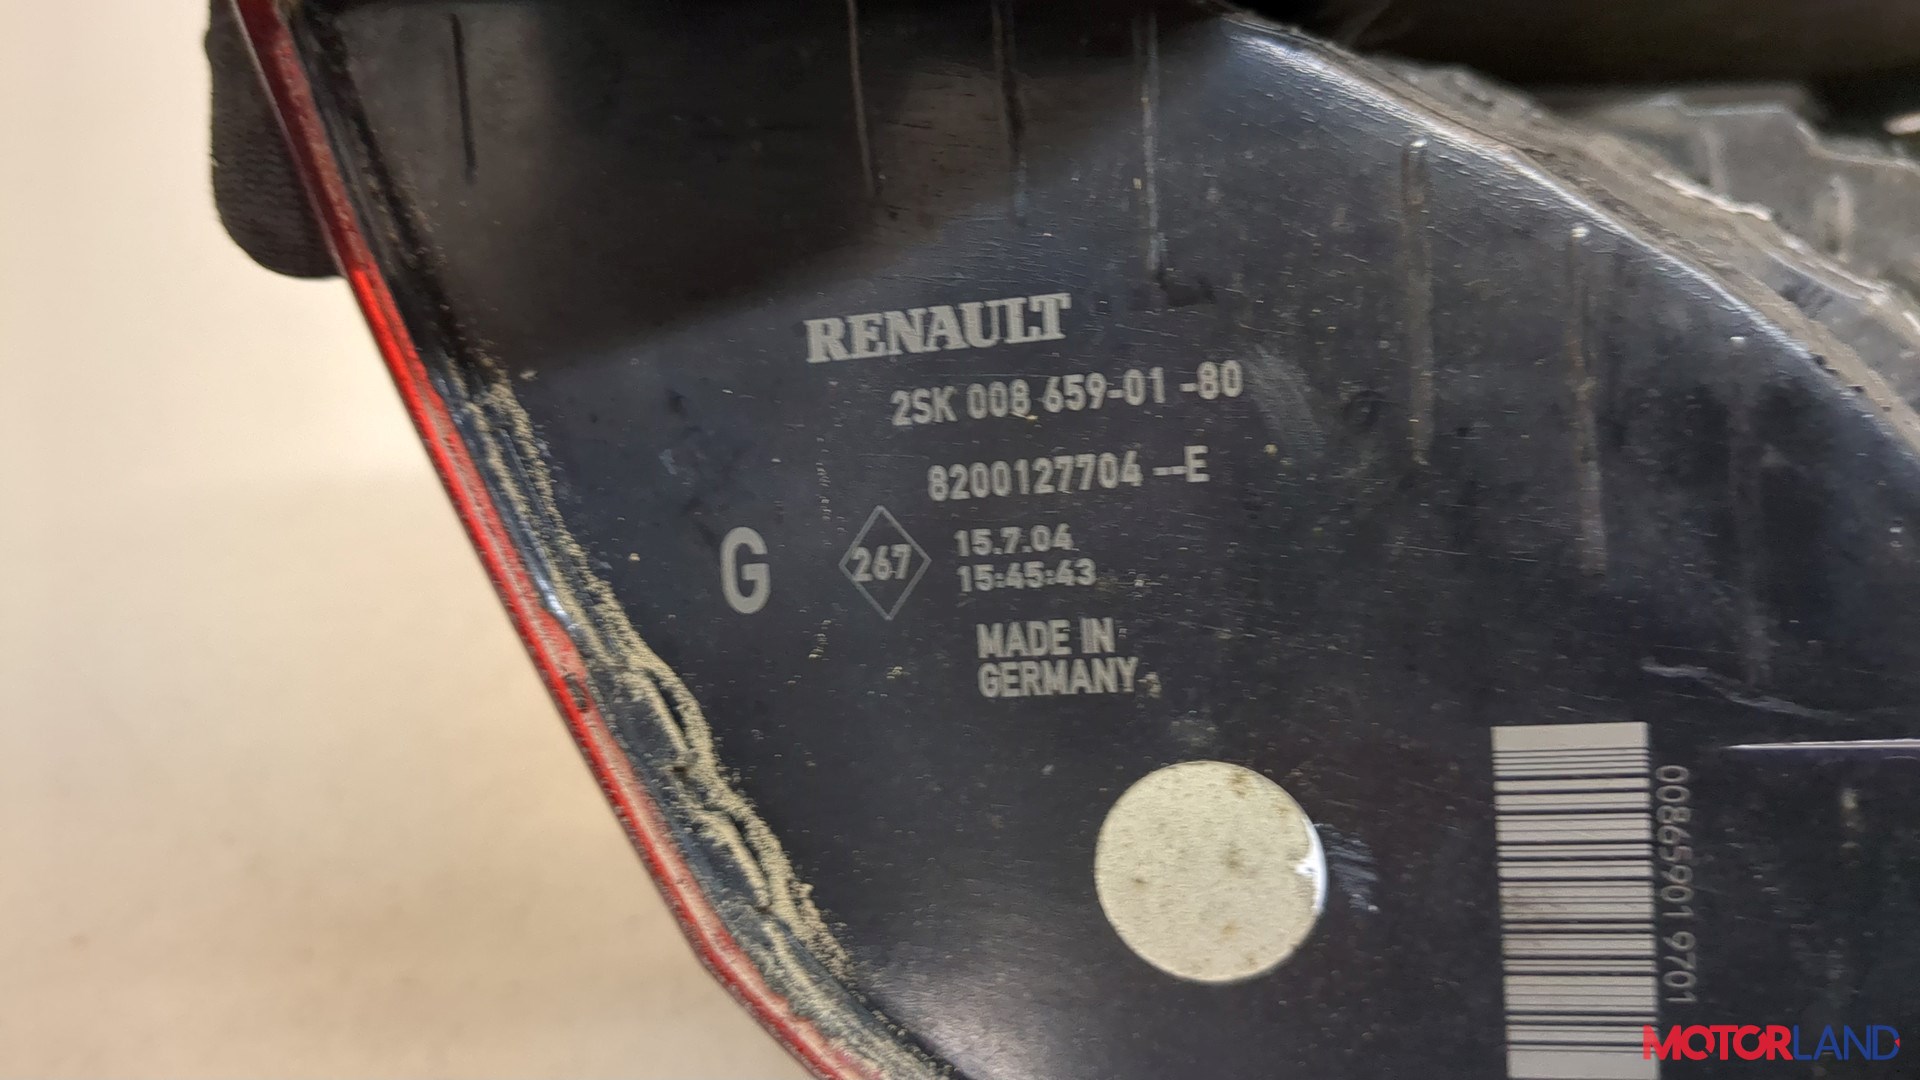 RENAULT
2SK 008 659-01 -80
8200127704 --E
G
267
15.7.04
15:45:43
MADE IN
GERMANY
008659019701
MOTORLAND